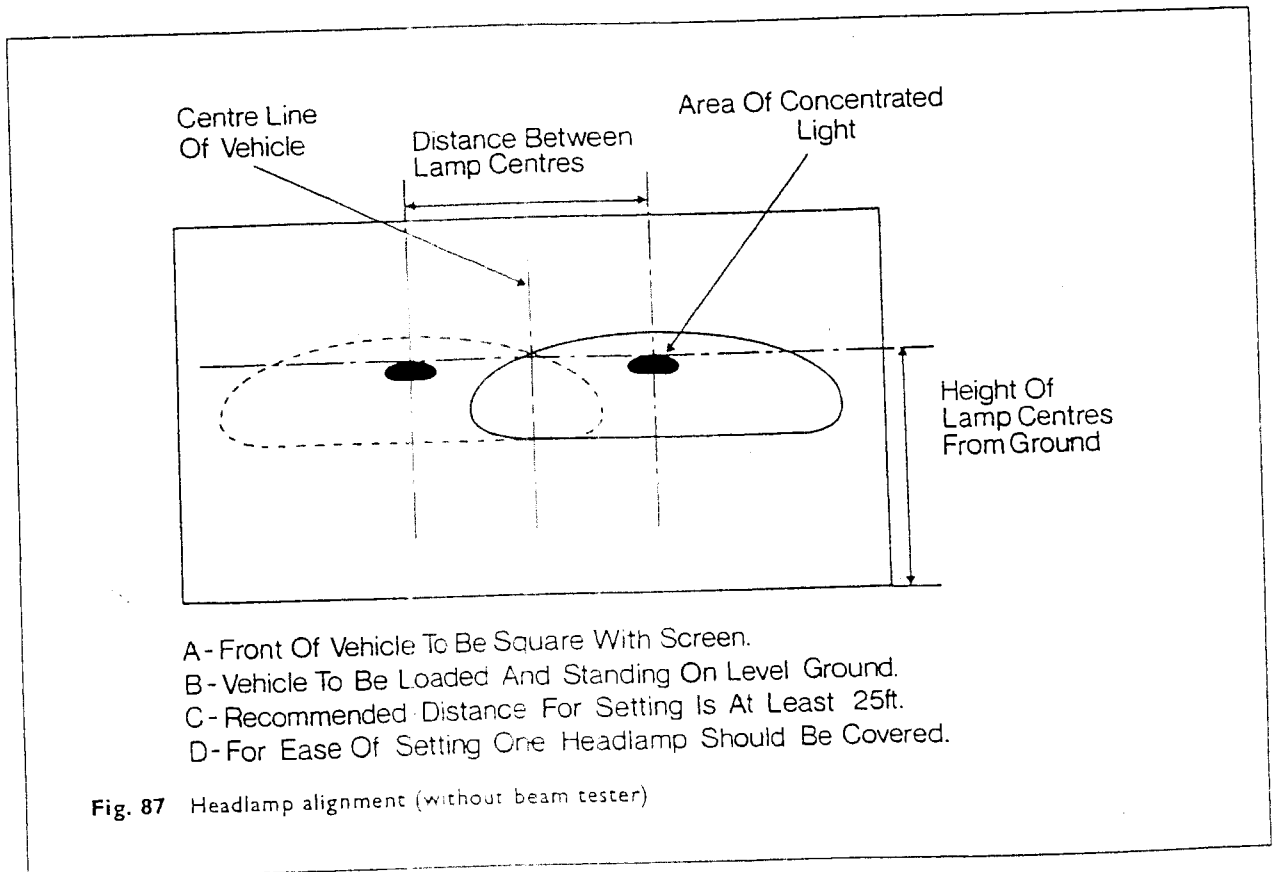 Centre Line
Of Vehicle
Distance Between
Lamp Centres
Area Of Concentrated
Light
Height Of
Lamp Centres
From Ground
A - Front Of Vehicle To Be Square With Screen.
B - Vehicle To Be Loaded And Standing On Level Ground.
C - Recommended Distance For Setting Is At Least 25ft.
D - For Ease Of Setting One Headlamp Should Be Covered.
Fig. 87 Headlamp alignment (without beam tester)